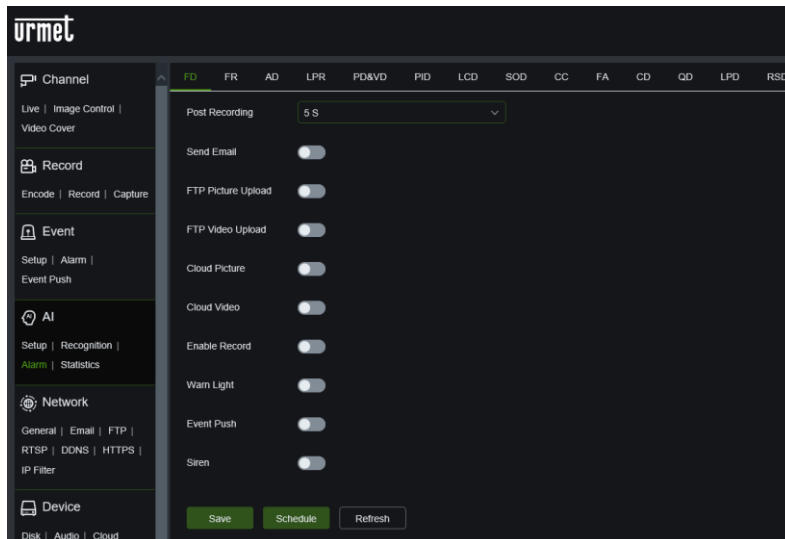 urmet
Channel
Live | Image Control |
Video Cover
Record
Encode | Record | Capture
Event
Setup | Alarm |
Event Push
AI
Setup | Recognition |
Alarm | Statistics
Network
General | Email | FTP |
RTSP | DDNS | HTTPS |
IP Filter
Device
Disk | Audio | Cloud
FD FR AD LPR PD&VD PID LCD SOD CC FA CD QD LPD RSD
Post Recording 5 S
Send Email
FTP Picture Upload
FTP Video Upload
Cloud Picture
Cloud Video
Enable Record
Warn Light
Event Push
Siren
Save Schedule Refresh